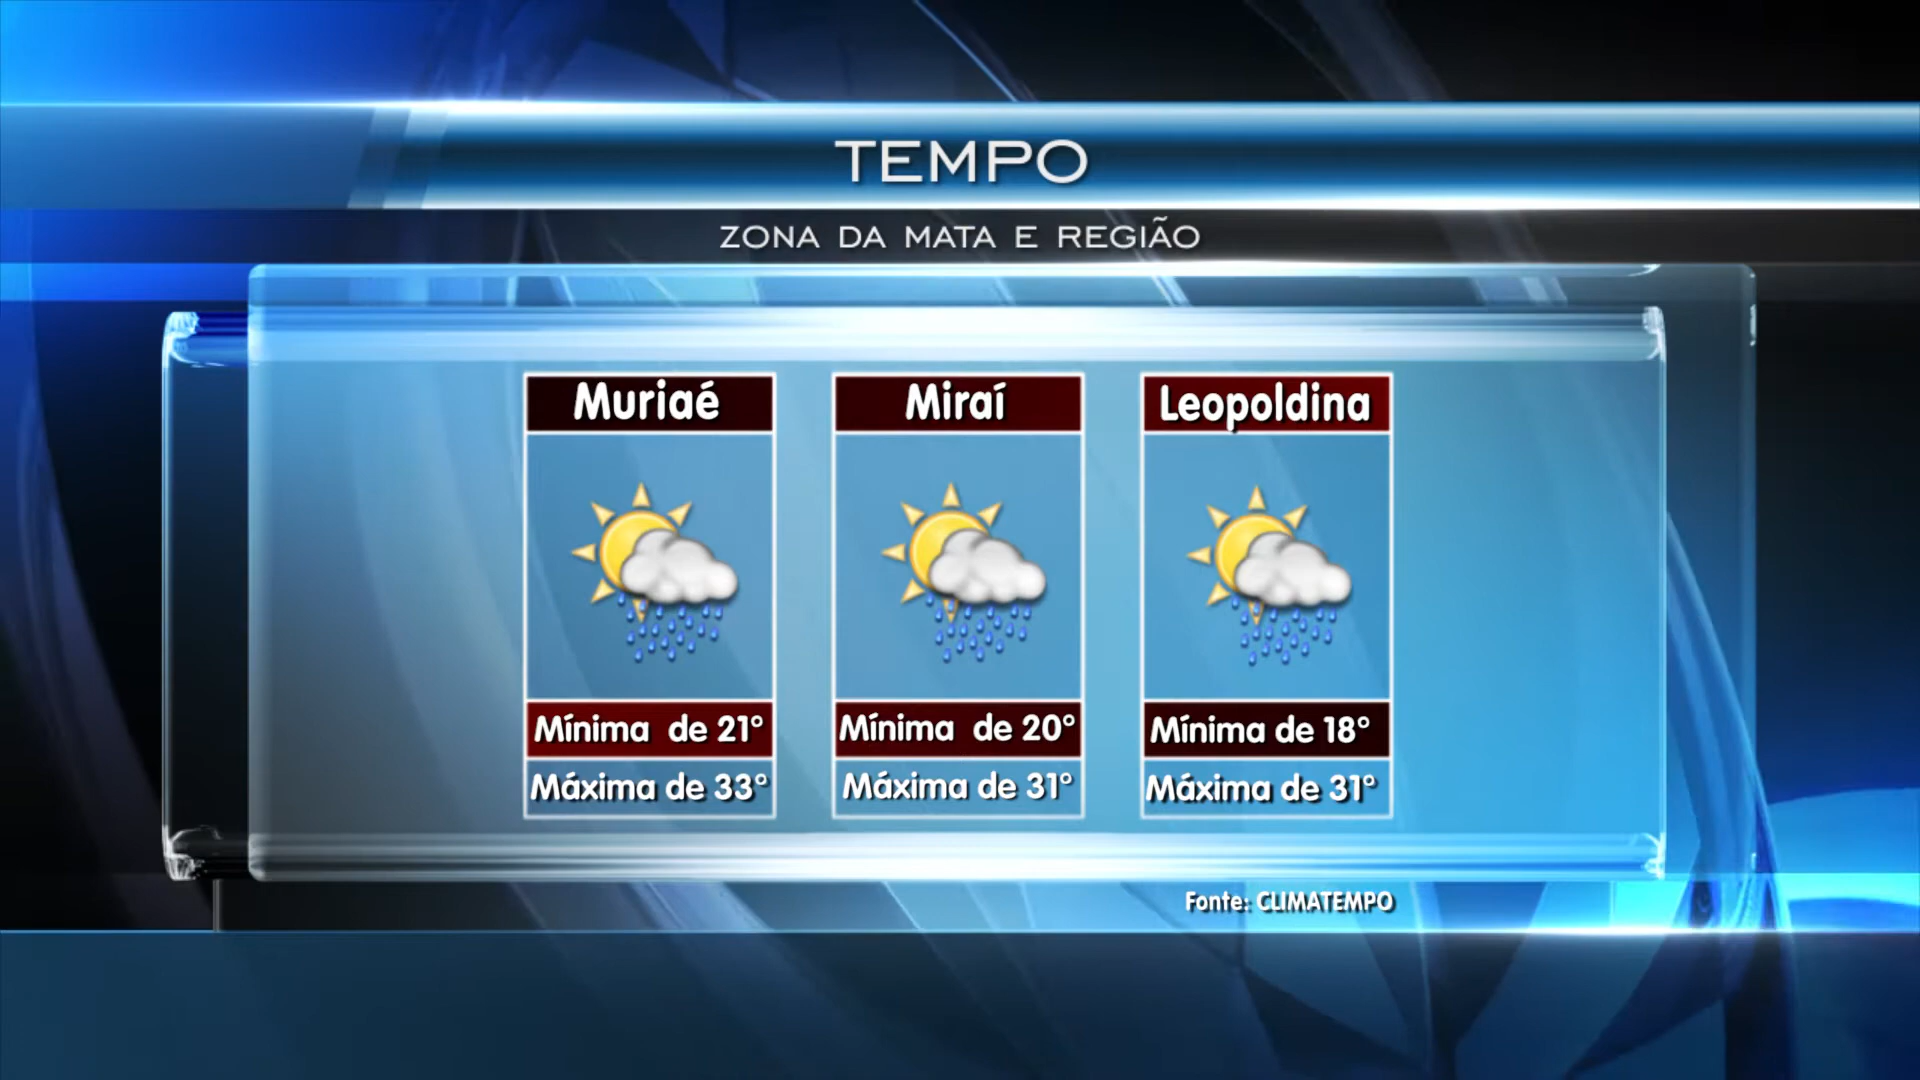 TEMPO
ZONA DA MATA E REGIÃO
Muriaé
Mínima de 21°
Máxima de 33°
Miraí
Mínima de 20°
Máxima de 31°
Leopoldina
Mínima de 18°
Máxima de 31°
Fonte: CLIMATEMPO